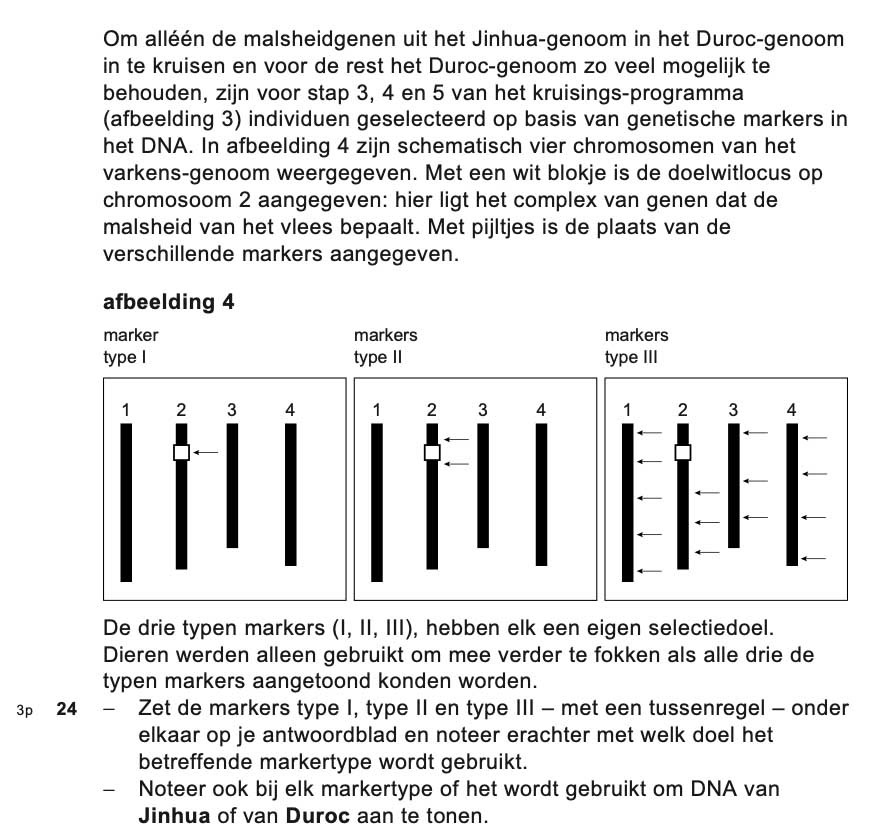 Om alléén de malsheidgenen uit het Jinhua-genoom in het Duroc-genoom
in te kruisen en voor de rest het Duroc-genoom zo veel mogelijk te
behouden, zijn voor stap 3, 4 en 5 van het kruisings-programma
(afbeelding 3) individuen geselecteerd op basis van genetische markers in
het DNA. In afbeelding 4 zijn schematisch vier chromosomen van het
varkens-genoom weergegeven. Met een wit blokje is de doelwitlocus op
chromosoom 2 aangegeven: hier ligt het complex van genen dat de
malsheid van het vlees bepaalt. Met pijltjes is de plaats van de
verschillende markers aangegeven.
afbeelding 4
marker
type I
markers
type II
markers
type III
1 2 3 4
1 2 3 4
1 2 3 4
De drie typen markers (I, II, III), hebben elk een eigen selectiedoel.
Dieren werden alleen gebruikt om mee verder te fokken als alle drie de
typen markers aangetoond konden worden.
3p 24 – Zet de markers type I, type II en type III – met een tussenregel – onder
elkaar op je antwoordblad en noteer erachter met welk doel het
betreffende markertype wordt gebruikt.
– Noteer ook bij elk markertype of het wordt gebruikt om DNA van
Jinhua of van Duroc aan te tonen.